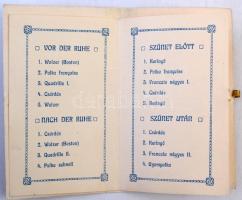 VOR DER RUHE
1. Walzer (Boston)
2. Polka française
3. Quadrille I.
4. Csárdás
5. Walzer
NACH DER RUHE
1. Csárdás
2. Walzer (Boston)
3. Quadrille II.
4. Polka schnell
SZÜNET ELŐTT
1. Keringő
2. Polka française
3. Francaia négyes I.
4. Csárdás
5. Keringő
SZÜNET UTÁN
1. Csárdás
2. Keringő
3. Francaia négyes II.
4. Gyorspolka